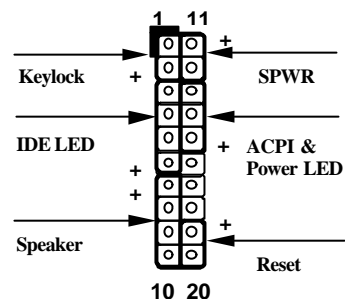 1 11
+
Keylock
+
SPWR
IDE LED
+
ACPI &
Power LED
+
+
Speaker
+
Reset
10 20